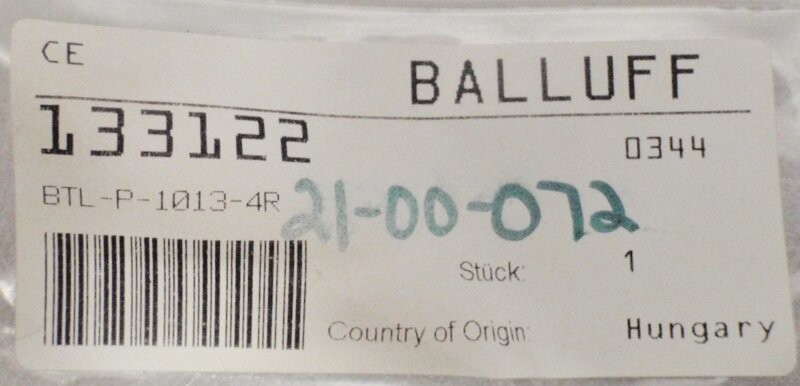 CE
BALLUFF
133122
0344
BTL-P-1013-4R
21-00-072
Stück: 1
Country of Origin: Hungary